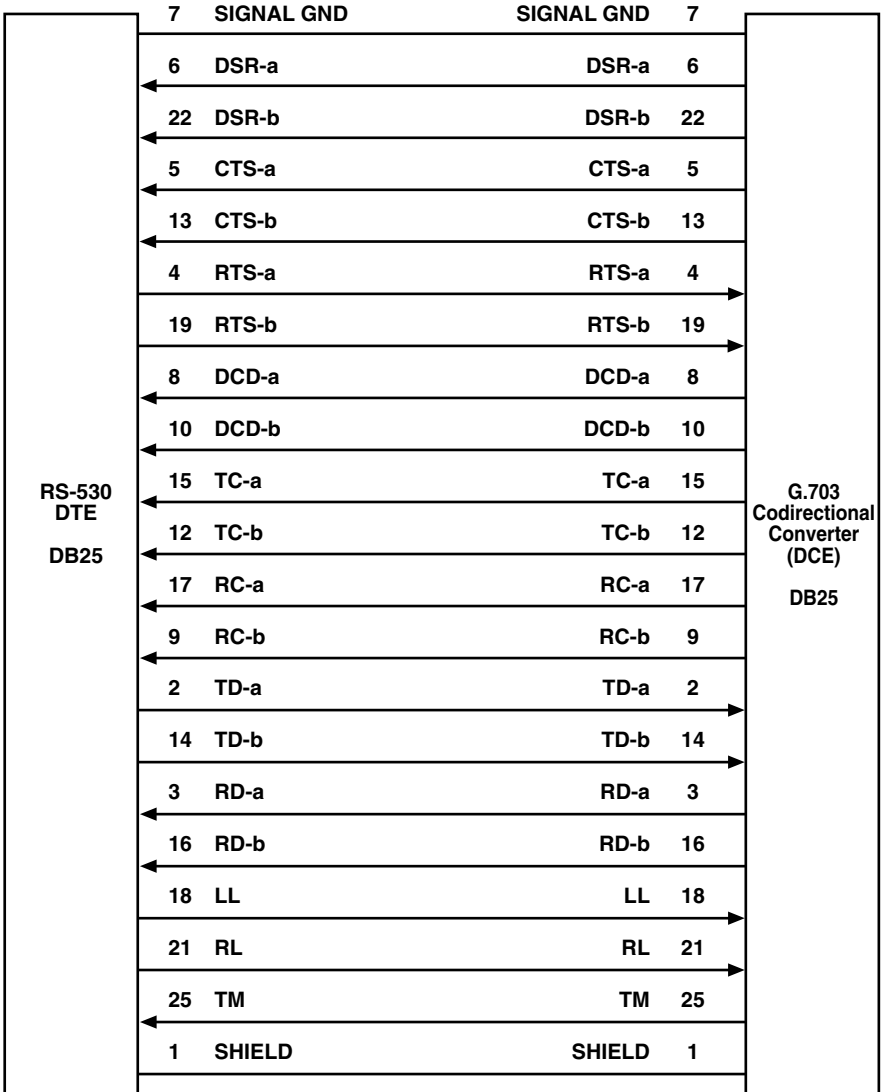 7 SIGNAL GND SIGNAL GND 7
6 DSR-a DSR-a 6
22 DSR-b DSR-b 22
5 CTS-a CTS-a 5
13 CTS-b CTS-b 13
4 RTS-a RTS-a 4
19 RTS-b RTS-b 19
8 DCD-a DCD-a 8
10 DCD-b DCD-b 10
15 TC-a TC-a 15
12 TC-b TC-b 12
17 RC-a RC-a 17
9 RC-b RC-b 9
2 TD-a TD-a 2
14 TD-b TD-b 14
3 RD-a RD-a 3
16 RD-b RD-b 16
18 LL LL 18
21 RL RL 21
25 TM TM 25
1 SHIELD SHIELD 1
RS-530
DTE
DB25
G.703
Codirectional
Converter
(DCE)
DB25